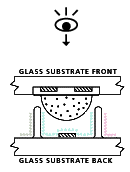 GLASS SUBSTRATE FRONT
GLASS SUBSTRATE BACK